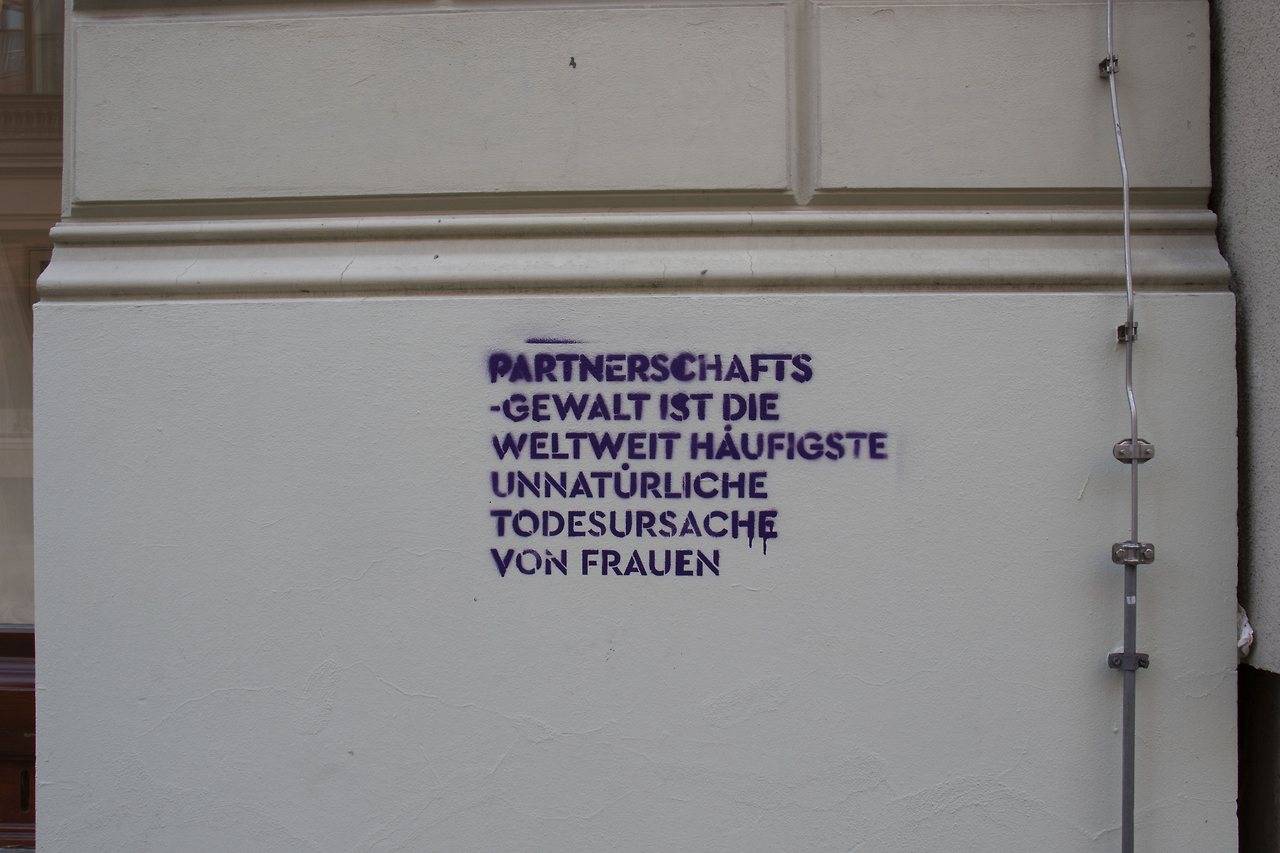 PARTNERSCHAFTS
-GEWALT IST DIE
WELTWEIT HÄUFIGSTE
UNNATÜRLICHE
TODESURSACHE
VON FRAUEN